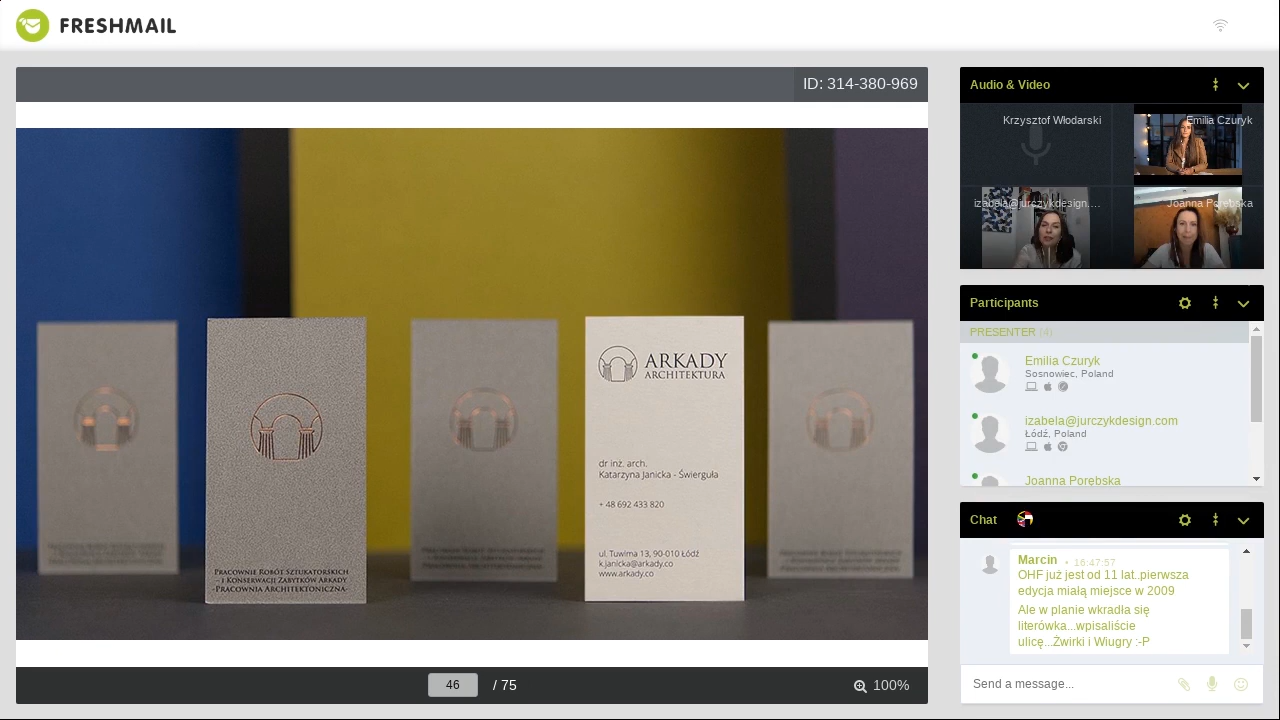 FRESHMAIL
ID: 314-380-969
ARKADY
ARCHITEKTURA
dr inż. arch.
Katarzyna Janicka - Świerguła
+ 48 692 433 820
ul. Tuwima 13, 90-010 Łódź
k.janicka@arkady.co
www.arkady.co
Pracownie Robót Sztukatorskich
– i Konserwacji Zabytków Arkady
-Pracownia Architektoniczna-
46 / 75
100%
Audio & Video
Krzysztof Włodarski
Emilia Czuryk
izabela@jurczykdesign....
Joanna Porębska
Participants
PRESENTER (4)
Emilia Czuryk
Sosnowiec, Poland
izabela@jurczykdesign.com
Łódź, Poland
Joanna Porębska
Chat
Marcin • 16:47:57
OHF już jest od 11 lat..pierwsza
edycja miałą miejsce w 2009
Ale w planie wkradła się
literówka...wpisaliście
ulicę...Żwirki i Wiugry :-P
Send a message...